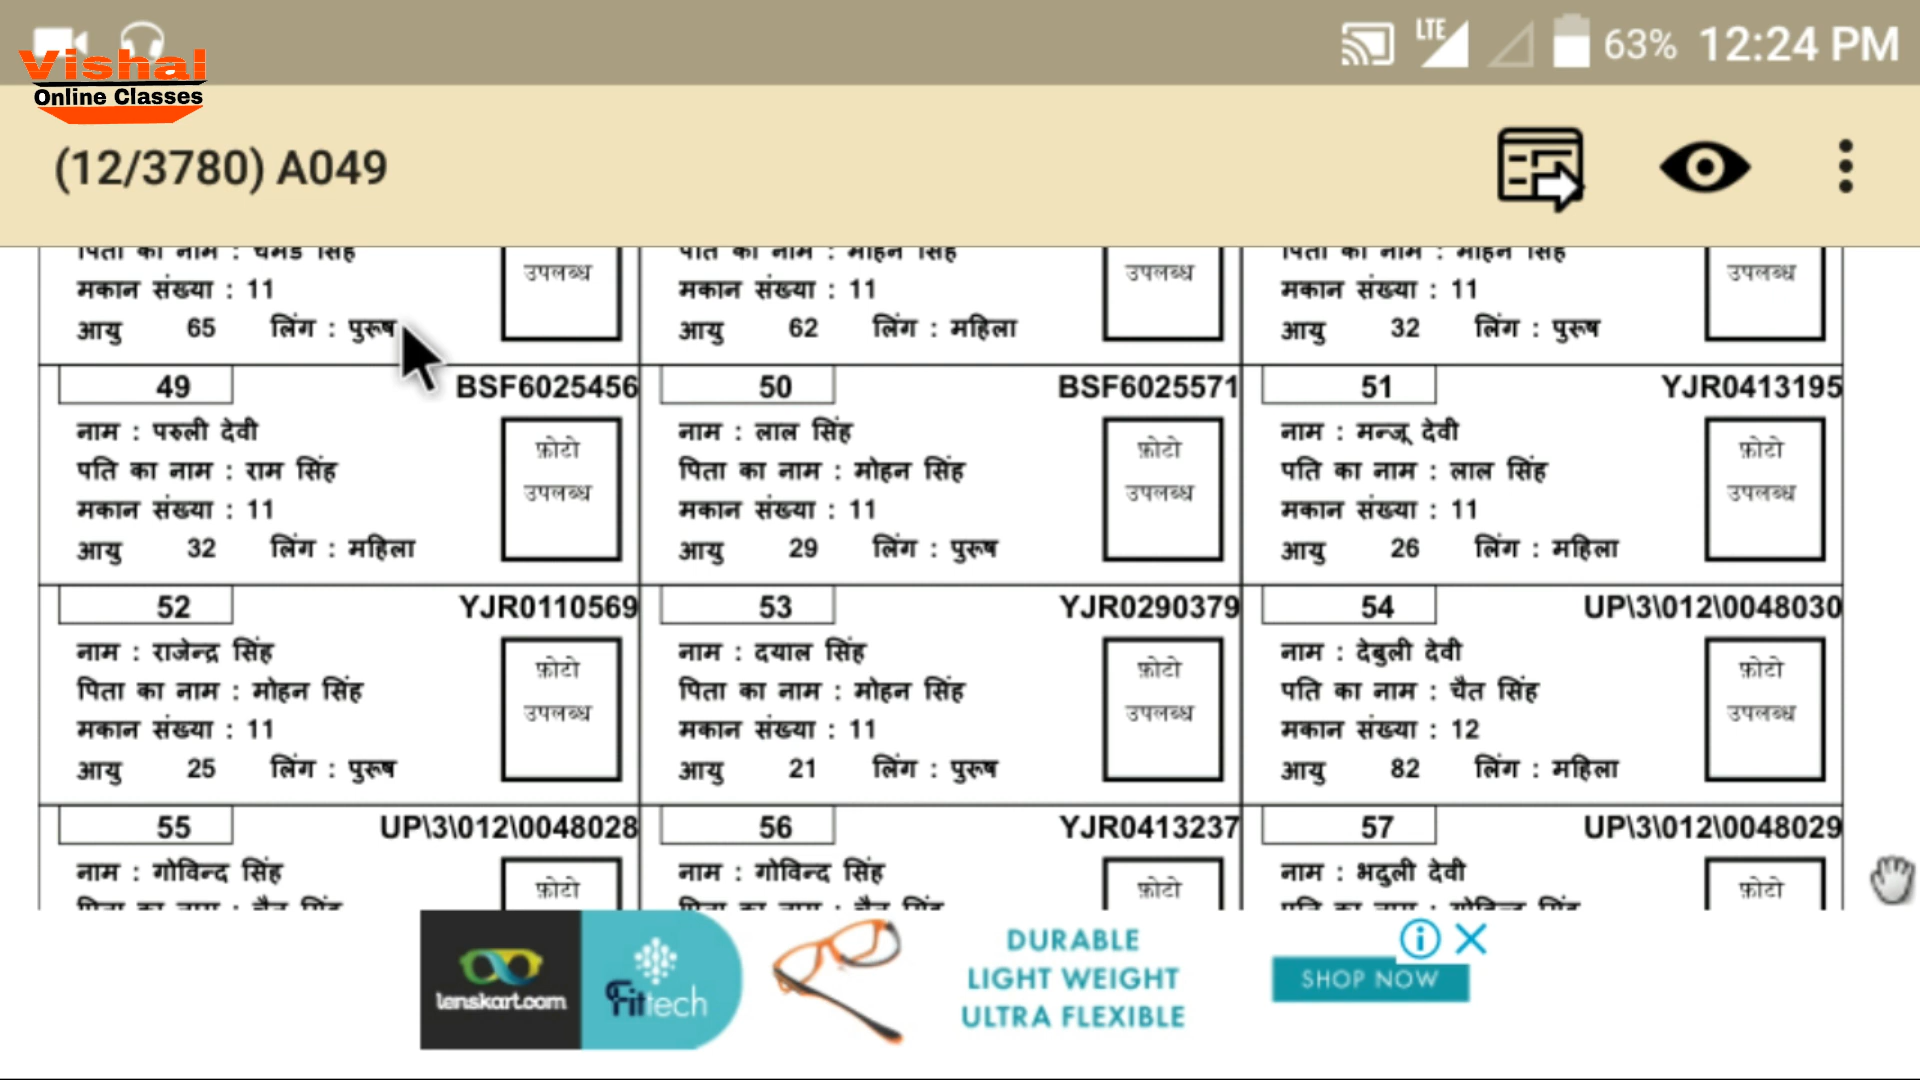 Vishal
Online Classes
LTE 63% 12:24 PM
(12/3780) A049
पिता का नाम : चमड सिंह
मकान संख्या : 11
आयु 65 लिंग : पुरूष
उपलब्ध
पति का नाम : मोहन सिंह
मकान संख्या : 11
आयु 62 लिंग : महिला
उपलब्ध
पिता का नाम : मोहन सिंह
मकान संख्या : 11
आयु 32 लिंग : पुरूष
उपलब्ध
49 BSF6025456
नाम : परुली देवी
पति का नाम : राम सिंह
मकान संख्या : 11
आयु 32 लिंग : महिला
फ़ोटो
उपलब्ध
50 BSF6025571
नाम : लाल सिंह
पिता का नाम : मोहन सिंह
मकान संख्या : 11
आयु 29 लिंग : पुरूष
फ़ोटो
उपलब्ध
51 YJR0413195
नाम : मन्जू देवी
पति का नाम : लाल सिंह
मकान संख्या : 11
आयु 26 लिंग : महिला
फ़ोटो
उपलब्ध
52 YJR0110569
नाम : राजेन्द्र सिंह
पिता का नाम : मोहन सिंह
मकान संख्या : 11
आयु 25 लिंग : पुरूष
फ़ोटो
उपलब्ध
53 YJR0290379
नाम : दयाल सिंह
पिता का नाम : मोहन सिंह
मकान संख्या : 11
आयु 21 लिंग : पुरूष
फ़ोटो
उपलब्ध
54 UP\3\012\0048030
नाम : देबुली देवी
पति का नाम : चैत सिंह
मकान संख्या : 12
आयु 82 लिंग : महिला
फ़ोटो
उपलब्ध
55 UP\3\012\0048028
नाम : गोविन्द सिंह
पिता का नाम : चैत सिंह
फ़ोटो
56 YJR0413237
नाम : गोविन्द सिंह
पिता का नाम : चैत सिंह
फ़ोटो
57 UP\3\012\0048029
नाम : भदुली देवी
पति का नाम : गोविन्द सिंह
फ़ोटो
lenskart.com
Fittech
DURABLE
LIGHT WEIGHT
ULTRA FLEXIBLE
SHOP NOW